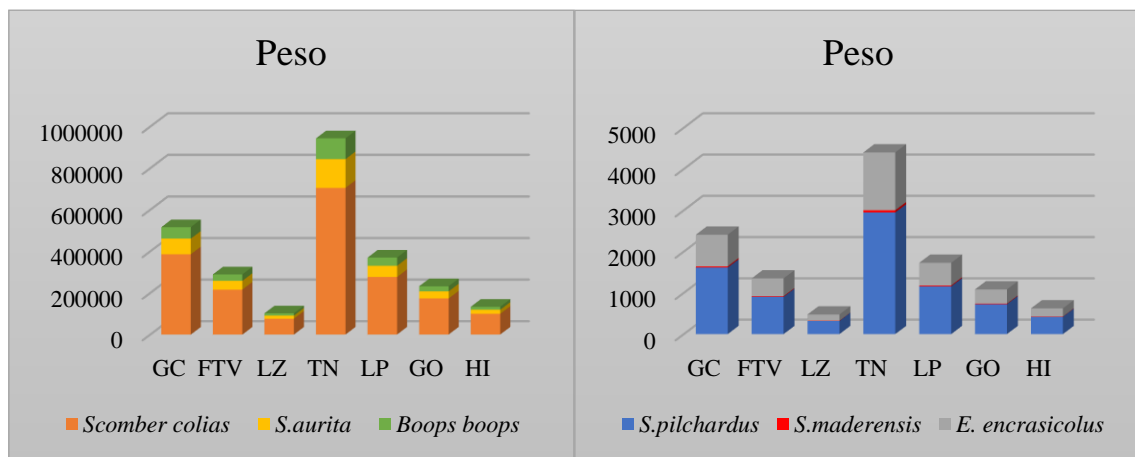 Peso
1000000
800000
600000
400000
200000
0
GC FTV LZ TN LP GO HI
Scomber colias S.aurita Boops boops
Peso
5000
4000
3000
2000
1000
0
GC FTV LZ TN LP GO HI
S.pilchardus S.maderensis E. encrasicolus